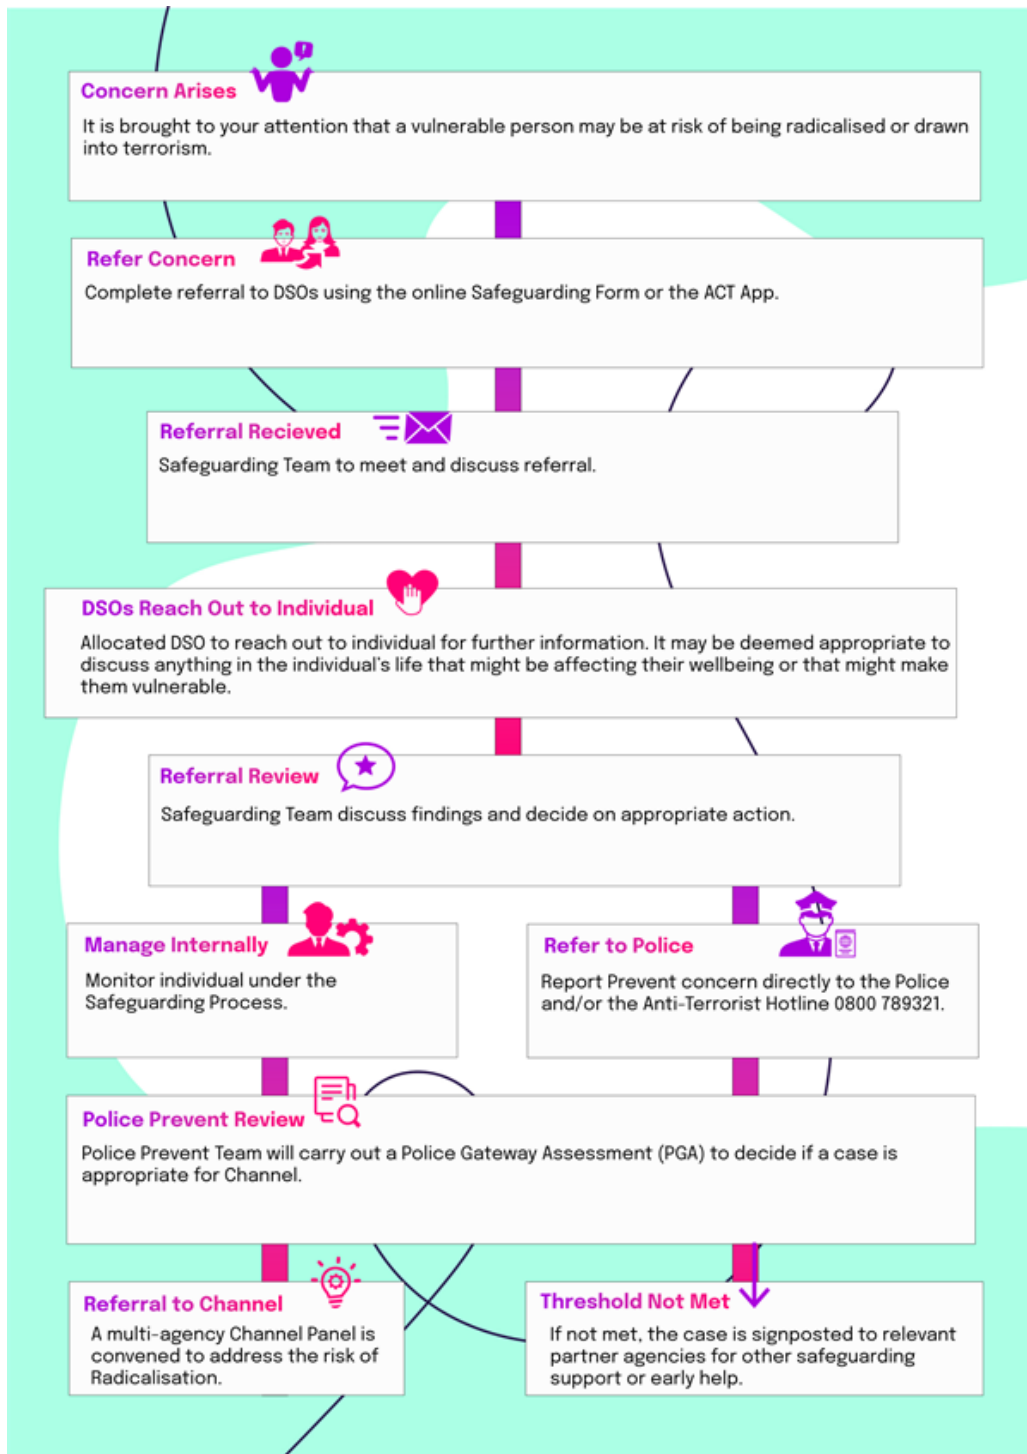 Concern Arises
It is brought to your attention that a vulnerable person may be at risk of being radicalised or drawn
into terrorism.
Refer Concern
Complete referral to DSOs using the online Safeguarding Form or the ACT App.
Referral Recieved
Safeguarding Team to meet and discuss referral.
DSOs Reach Out to Individual
Allocated DSO to reach out to individual for further information. It may be deemed appropriate to
discuss anything in the individual's life that might be affecting their wellbeing or that might make
them vulnerable.
Referral Review
Safeguarding Team discuss findings and decide on appropriate action.
Manage Internally
Monitor individual under the
Safeguarding Process.
Refer to Police
Report Prevent concern directly to the Police
and/or the Anti-Terrorist Hotline 0800 789321.
Police Prevent Review
Police Prevent Team will carry out a Police Gateway Assessment (PGA) to decide if a case is
appropriate for Channel.
Referral to Channel
A multi-agency Channel Panel is
convened to address the risk of
Radicalisation.
Threshold Not Met
If not met, the case is signposted to relevant
partner agencies for other safeguarding
support or early help.